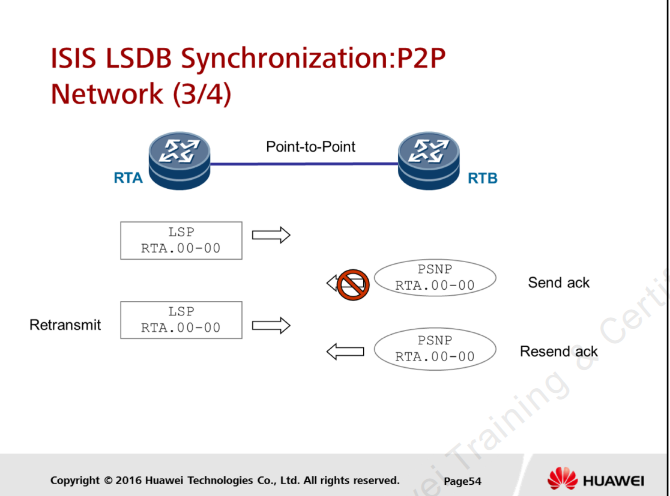 ISIS LSDB Synchronization:P2P
Network (3/4)
Point-to-Point
RTA
RTB
LSP
RTA.00-00
PSNP
RTA.00-00
Send ack
Retransmit
LSP
RTA.00-00
PSNP
RTA.00-00
Resend ack
Training & Certi
Copyright © 2016 Huawei Technologies Co., Ltd. All rights reserved.
Page54
HUAWEI